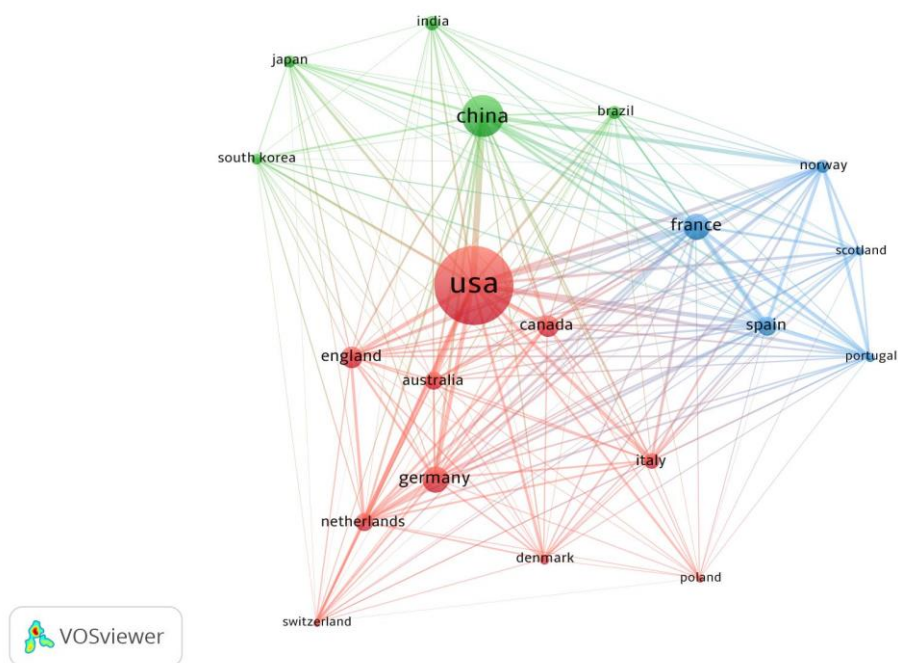 india
japan
china
brazil
south korea
norway
france
scotland
usa
canada
spain
england
portugal
australia
italy
germany
netherlands
denmark
poland
switzerland
VOSviewer